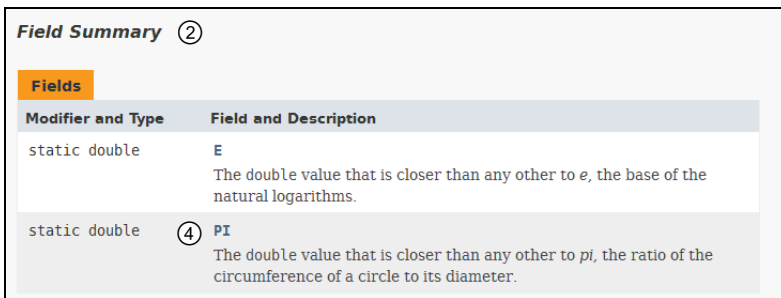 Field Summary ②
Fields
Modifier and Type Field and Description
static double E
The double value that is closer than any other to e, the base of the
natural logarithms.
static double ④ PI
The double value that is closer than any other to pi, the ratio of the
circumference of a circle to its diameter.